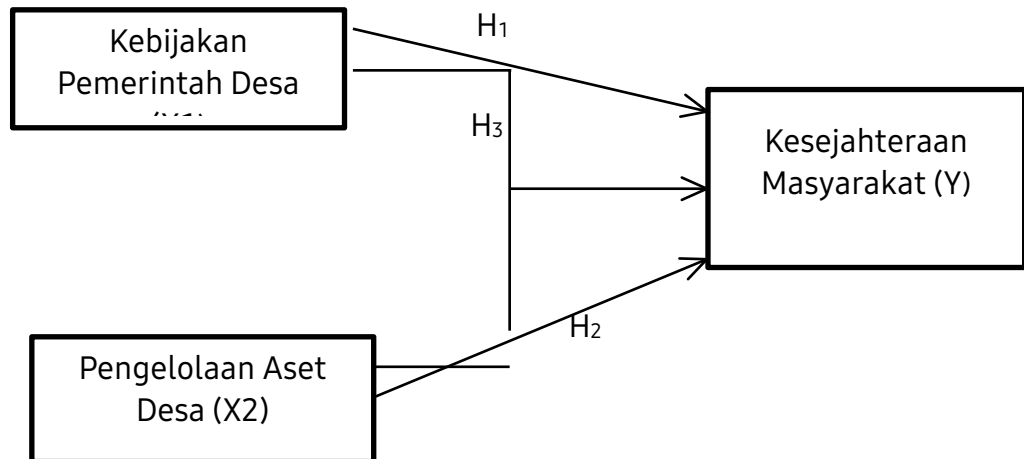 Kebijakan
Pemerintah Desa
H1
H3
Kesejahteraan
Masyarakat (Y)
H2
Pengelolaan Aset
Desa (X2)